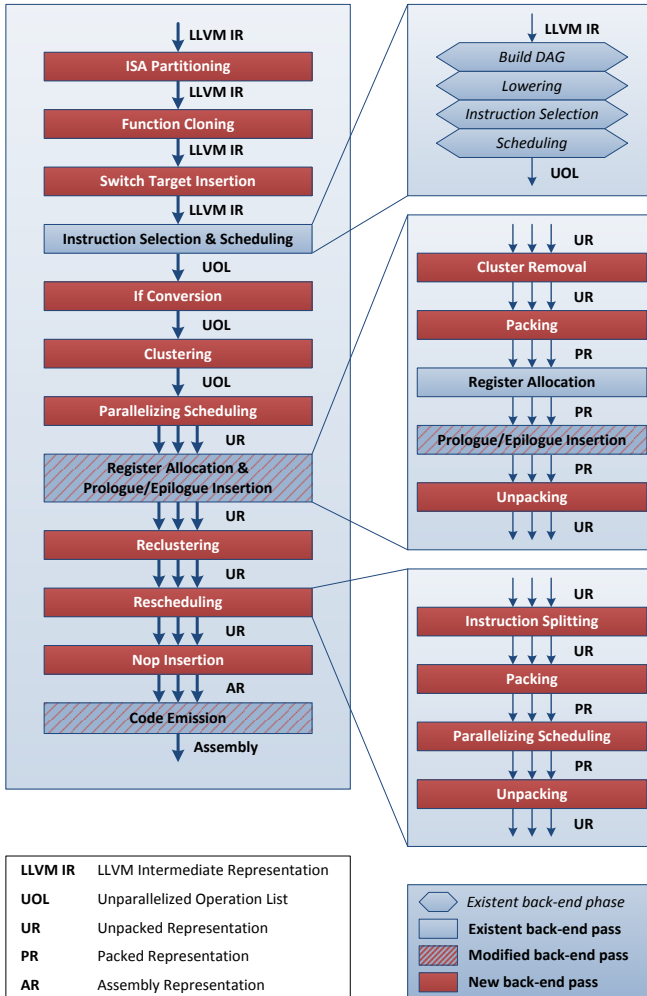 LLVM IR
ISA Partitioning
LLVM IR
Function Cloning
LLVM IR
Switch Target Insertion
LLVM IR
Instruction Selection & Scheduling
UOL
If Conversion
UOL
Clustering
UOL
Parallelizing Scheduling
UR
Register Allocation &
Prologue/Epilogue Insertion
UR
Reclustering
UR
Rescheduling
UR
Nop Insertion
AR
Code Emission
Assembly
LLVM IR
Build DAG
Lowering
Instruction Selection
Scheduling
UOL
UR
Cluster Removal
UR
Packing
PR
Register Allocation
PR
Prologue/Epilogue Insertion
PR
Unpacking
UR
UR
Instruction Splitting
UR
Packing
PR
Parallelizing Scheduling
PR
Unpacking
UR
LLVM IR LLVM Intermediate Representation
UOL Unparallelized Operation List
UR Unpacked Representation
PR Packed Representation
AR Assembly Representation
Existent back-end phase
Existent back-end pass
Modified back-end pass
New back-end pass